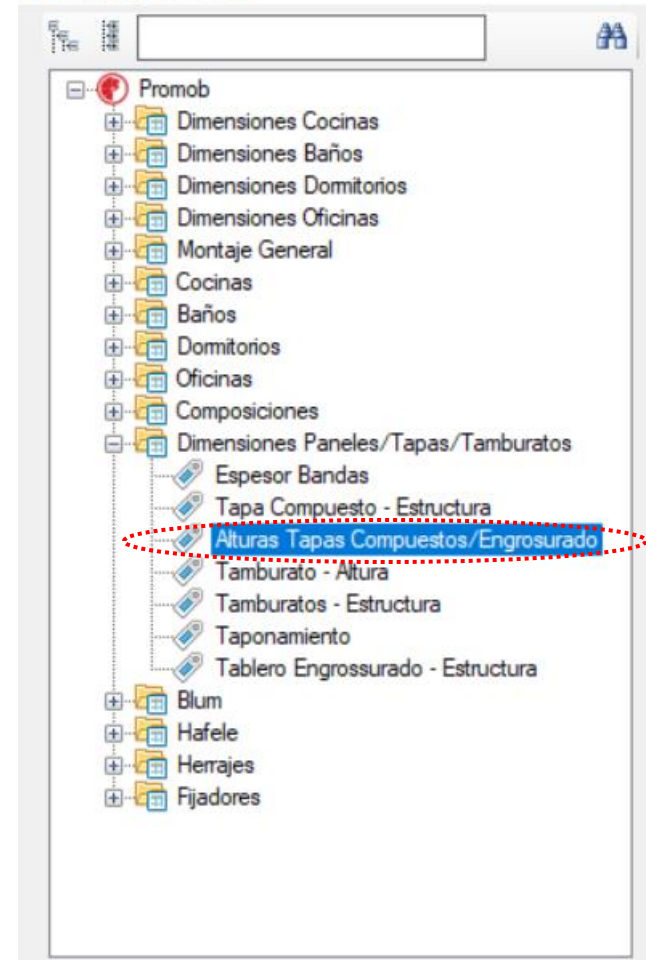 Promob
Dimensiones Cocinas
Dimensiones Baños
Dimensiones Dormitorios
Dimensiones Oficinas
Montaje General
Cocinas
Baños
Dormitorios
Oficinas
Composiciones
Dimensiones Paneles/Tapas/Tamburatos
Espesor Bandas
Tapa Compuesto - Estructura
Alturas Tapas Compuestos/Engrosurado
Tamburato - Altura
Tamburatos - Estructura
Taponamiento
Tablero Engrossurado - Estructura
Blum
Hafele
Herrajes
Fijadores